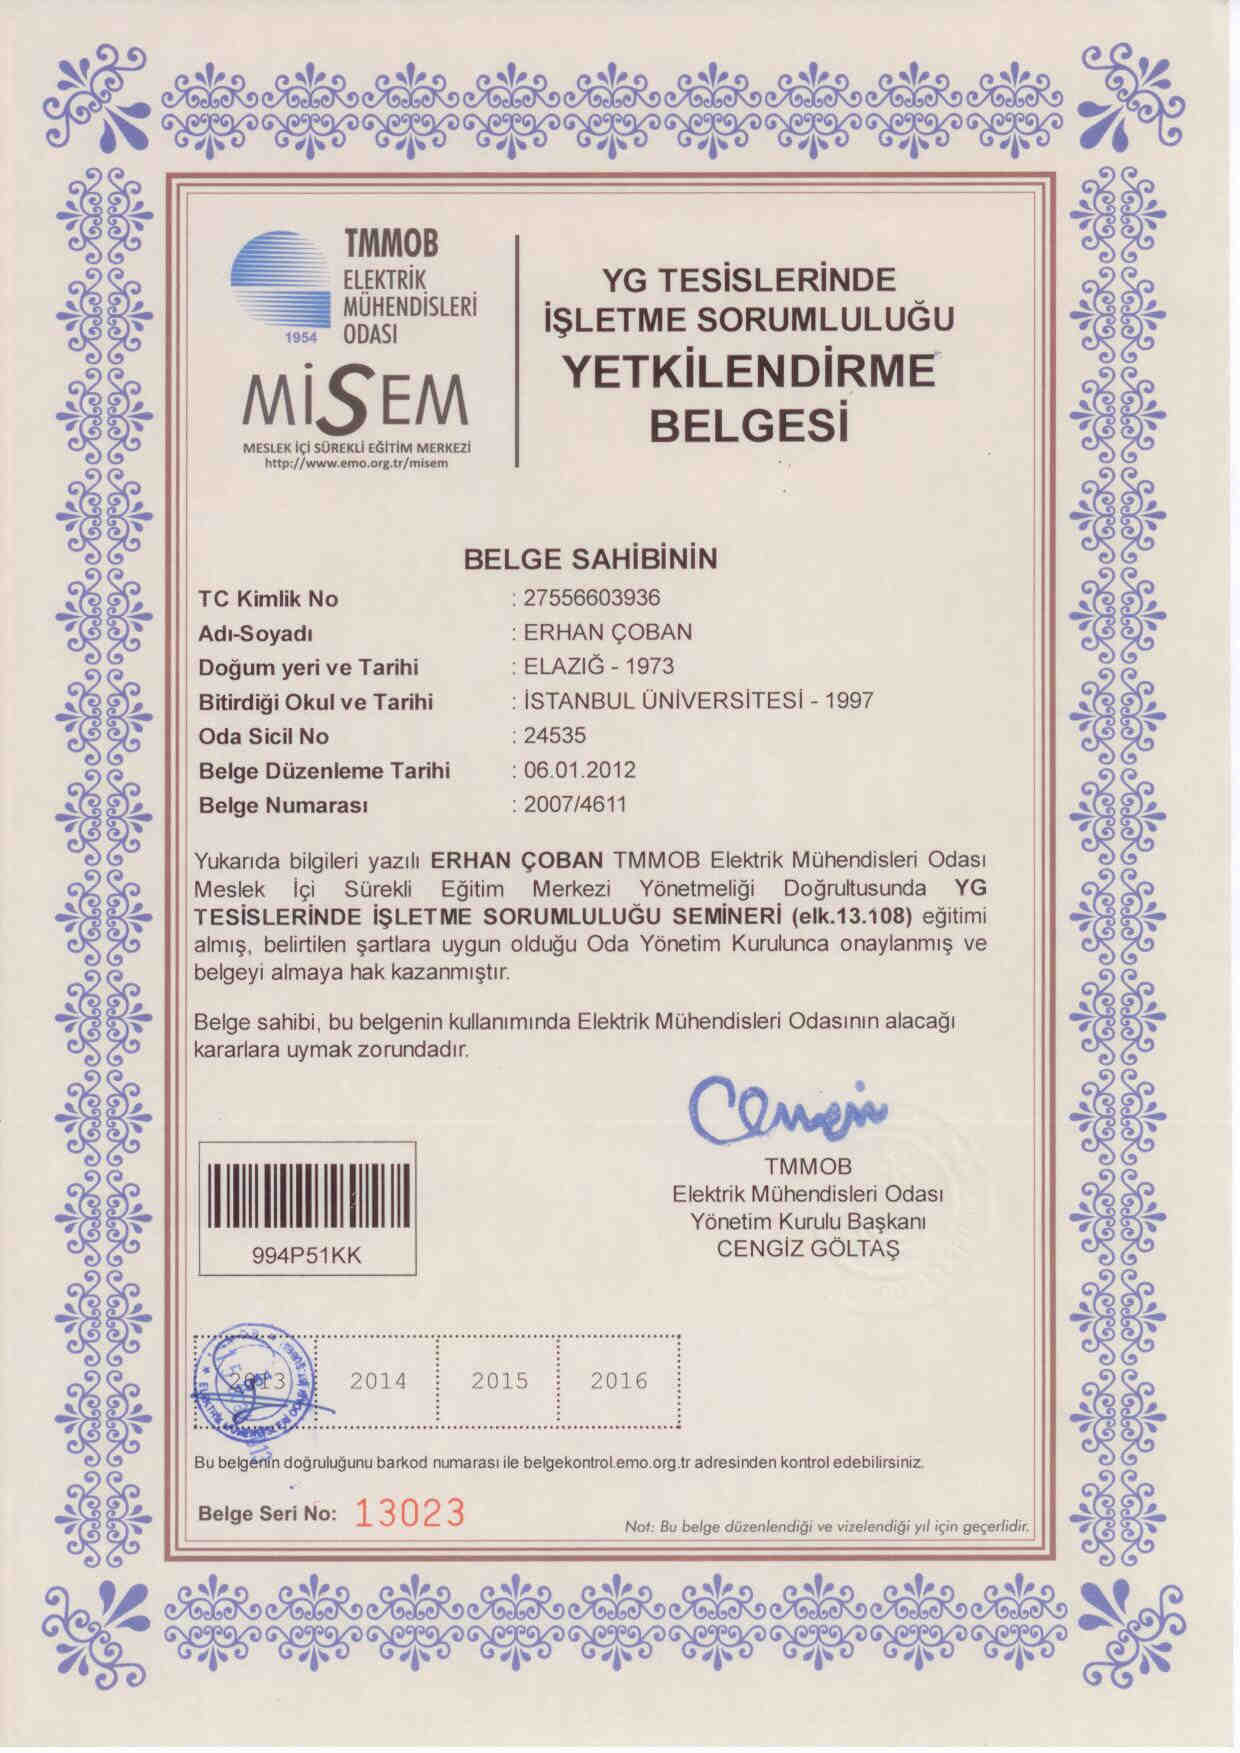 TMMOB
ELEKTRİK
MÜHENDİSLERİ
ODASI
1954
MİSEM
MESLEK İÇİ SÜREKLİ EĞİTİM MERKEZİ
http://www.emo.org.tr/misem
YG TESİSLERİNDE
İŞLETME SORUMLULUĞU
YETKİLENDİRME
BELGESİ
BELGE SAHİBİNİN
TC Kimlik No : 27556603936
Adı-Soyadı : ERHAN ÇOBAN
Doğum yeri ve Tarihi : ELAZIĞ - 1973
Bitirdiği Okul ve Tarihi : İSTANBUL ÜNİVERSİTESİ - 1997
Oda Sicil No : 24535
Belge Düzenleme Tarihi : 06.01.2012
Belge Numarası : 2007/4611
Yukarıda bilgileri yazılı ERHAN ÇOBAN TMMOB Elektrik Mühendisleri Odası
Meslek İçi Sürekli Eğitim Merkezi Yönetmeliği Doğrultusunda YG
TESİSLERİNDE İŞLETME SORUMLULUĞU SEMİNERİ (elk.13.108) eğitimi
almış, belirtilen şartlara uygun olduğu Oda Yönetim Kurulunca onaylanmış ve
belgeyi almaya hak kazanmıştır.
Belge sahibi, bu belgenin kullanımında Elektrik Mühendisleri Odasının alacağı
kararlara uymak zorundadır.
TMMOB
Elektrik Mühendisleri Odası
Yönetim Kurulu Başkanı
CENGİZ GÖLTAŞ
994P51KK
2013 2014 2015 2016
Bu belgenin doğruluğunu barkod numarası ile belgekontrol.emo.org.tr adresinden kontrol edebilirsiniz.
Belge Seri No: 13023
Not: Bu belge düzenlendiği ve vizelendiği yıl için geçerlidir.